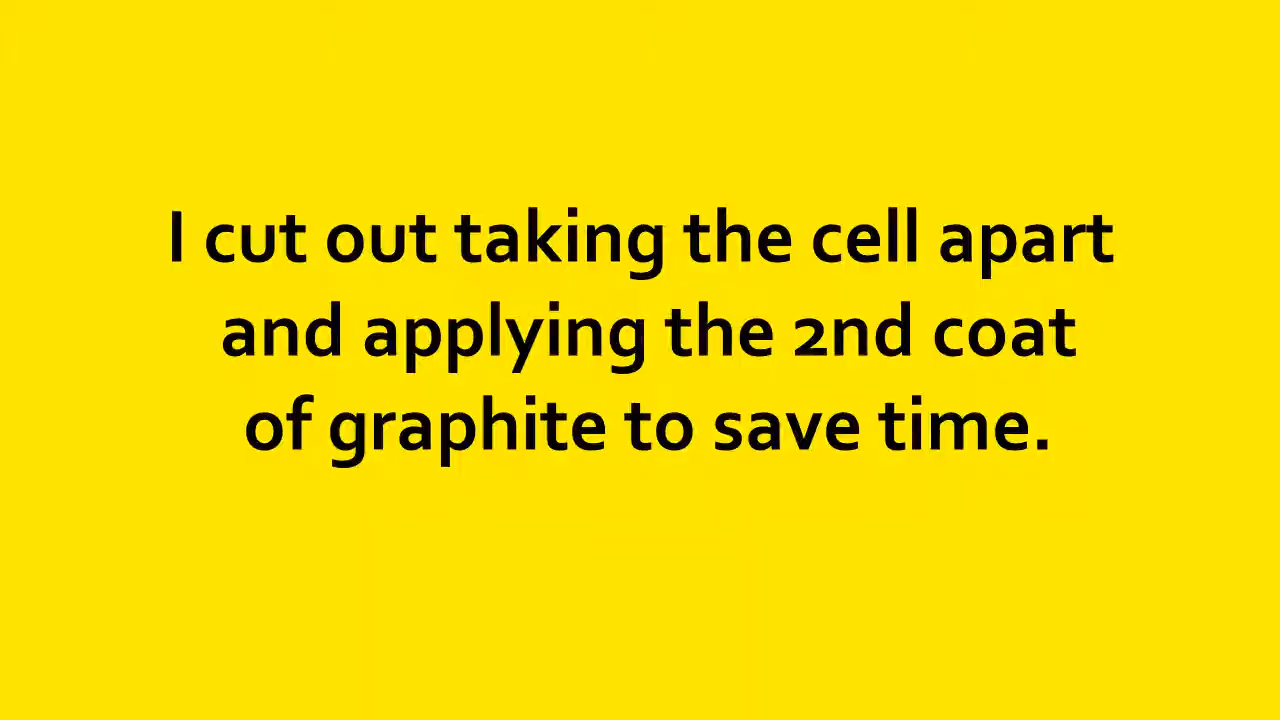 I cut out taking the cell apart
and applying the 2nd coat
of graphite to save time.